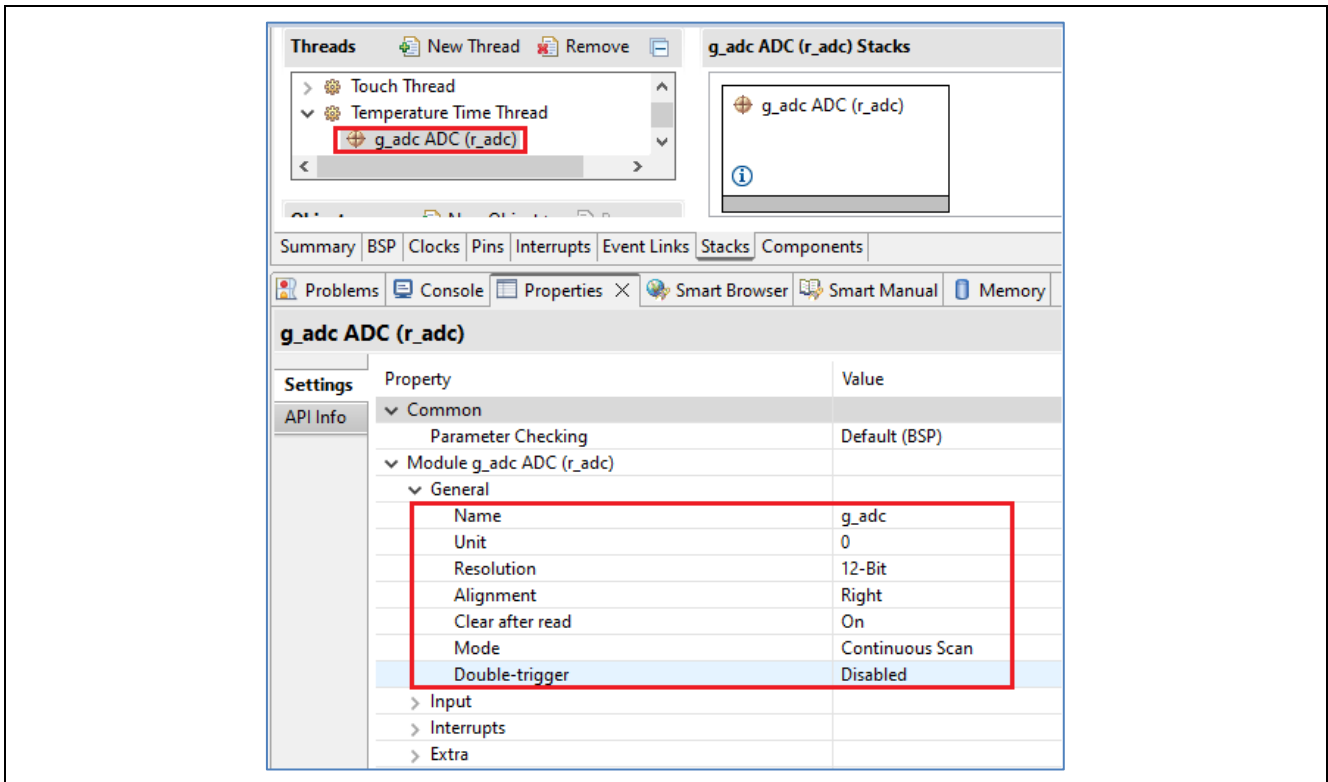 Threads New Thread Remove g_adc ADC (r_adc) Stacks
Touch Thread
Temperature Time Thread
g_adc ADC (r_adc)
g_adc ADC (r_adc)
Summary BSP Clocks Pins Interrupts Event Links Stacks Components
Problems Console Properties Smart Browser Smart Manual Memory
g_adc ADC (r_adc)
Settings
API Info
Property Value
Common
Parameter Checking Default (BSP)
Module g_adc ADC (r_adc)
General
Name g_adc
Unit 0
Resolution 12-Bit
Alignment Right
Clear after read On
Mode Continuous Scan
Double-trigger Disabled
Input
Interrupts
Extra